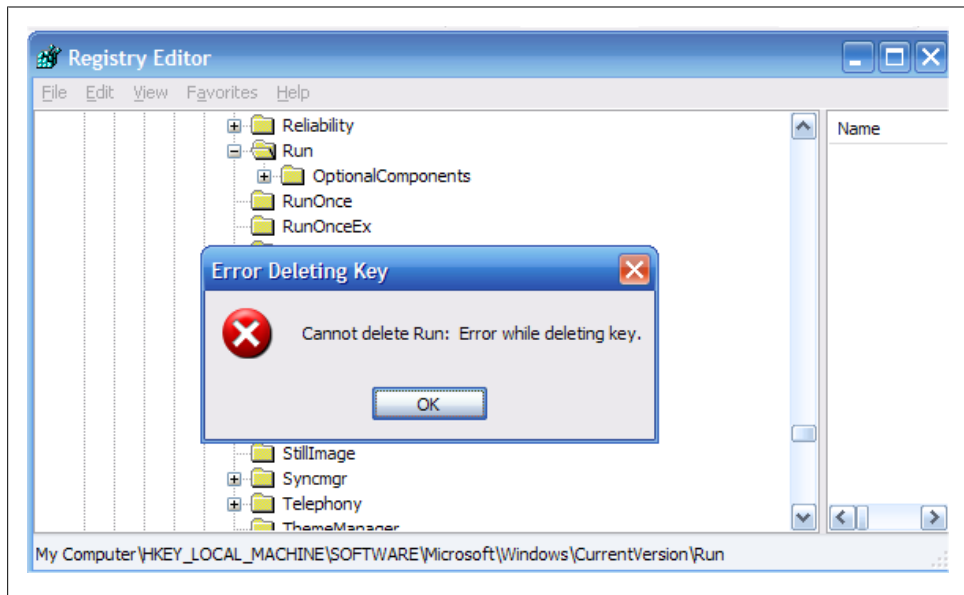 Registry Editor
File Edit View Favorites Help
Reliability
Name
Run
OptionalComponents
RunOnce
RunOnceEx
Error Deleting Key
Cannot delete Run: Error while deleting key.
OK
StillImage
Syncmgr
Telephony
ThemeManager
My Computer\HKEY_LOCAL_MACHINE\SOFTWARE\Microsoft\Windows\CurrentVersion\Run